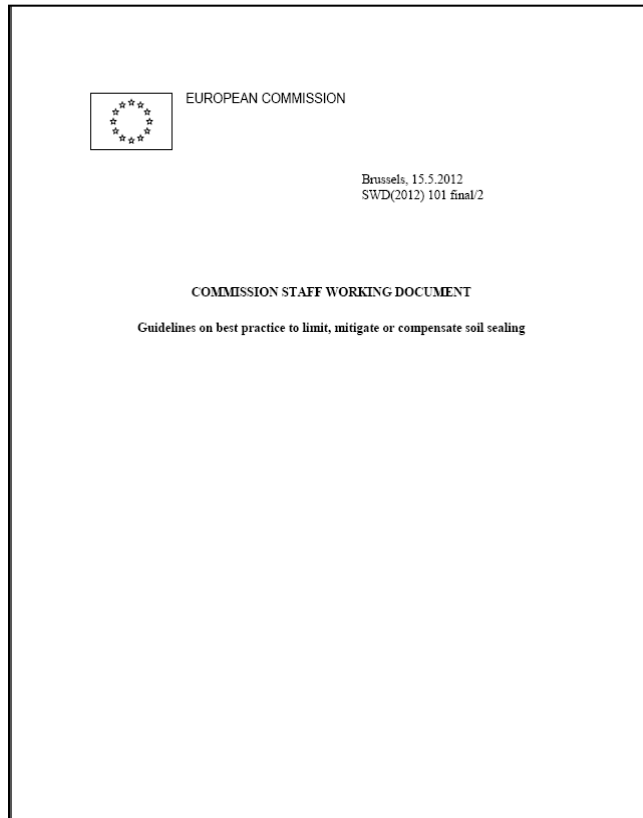 EUROPEAN COMMISSION
Brussels, 15.5.2012
SWD(2012) 101 final/2
COMMISSION STAFF WORKING DOCUMENT
Guidelines on best practice to limit, mitigate or compensate soil sealing